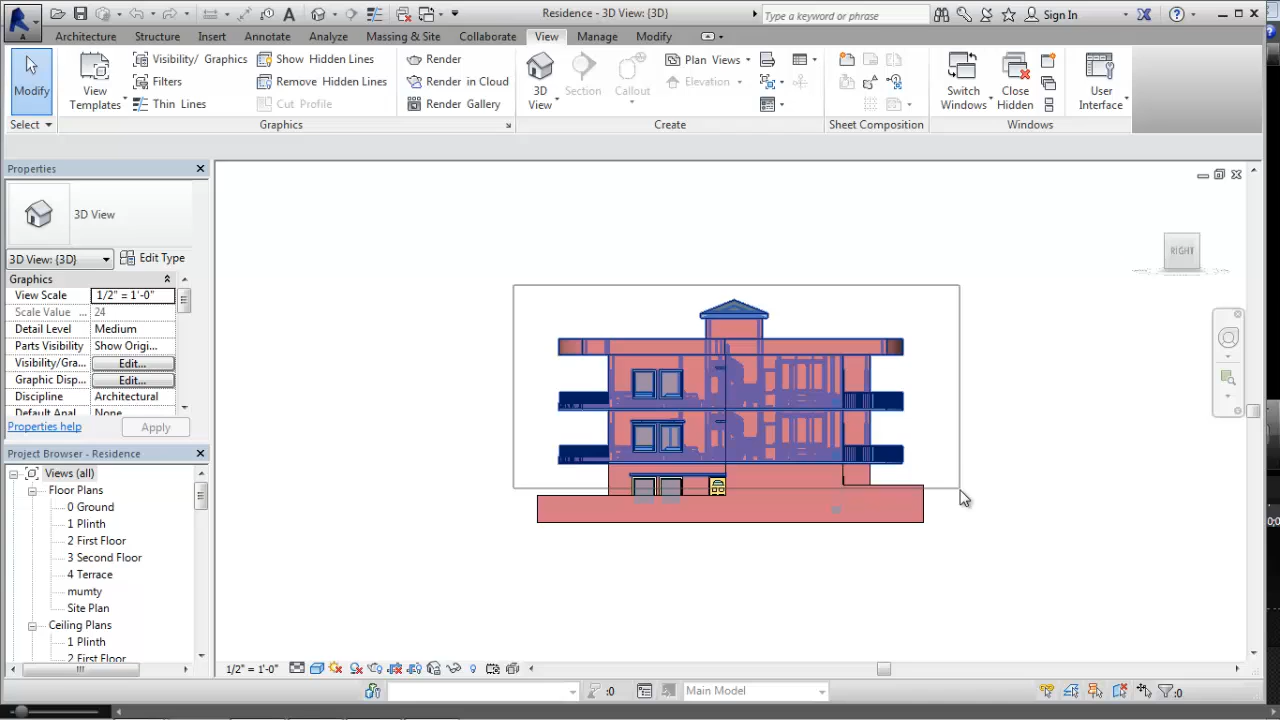 Residence - 3D View: {3D}
Type a keyword or phrase
Sign In
Architecture Structure Insert Annotate Analyze Massing & Site Collaborate View Manage Modify
Modify
Select
View
Templates
Visibility/ Graphics
Filters
Thin Lines
Show Hidden Lines
Remove Hidden Lines
Cut Profile
Render
Render in Cloud
Render Gallery
Graphics
3D
View
Section
Callout
Plan Views
Elevation
Create
Sheet Composition
Switch
Windows
Close
Hidden
User
Interface
Windows
Properties
3D View
3D View: {3D}
Edit Type
Graphics
View Scale 1/2" = 1'-0"
Scale Value 24
Detail Level Medium
Parts Visibility Show Origi...
Visibility/Gra... Edit...
Graphic Disp... Edit...
Discipline Architectural
Default Anal... None
Properties help
Apply
Project Browser - Residence
Views (all)
Floor Plans
0 Ground
1 Plinth
2 First Floor
3 Second Floor
4 Terrace
mumty
Site Plan
Ceiling Plans
1 Plinth
2 First Floor
RIGHT
1/2" = 1'-0"
:0
Main Model
:0